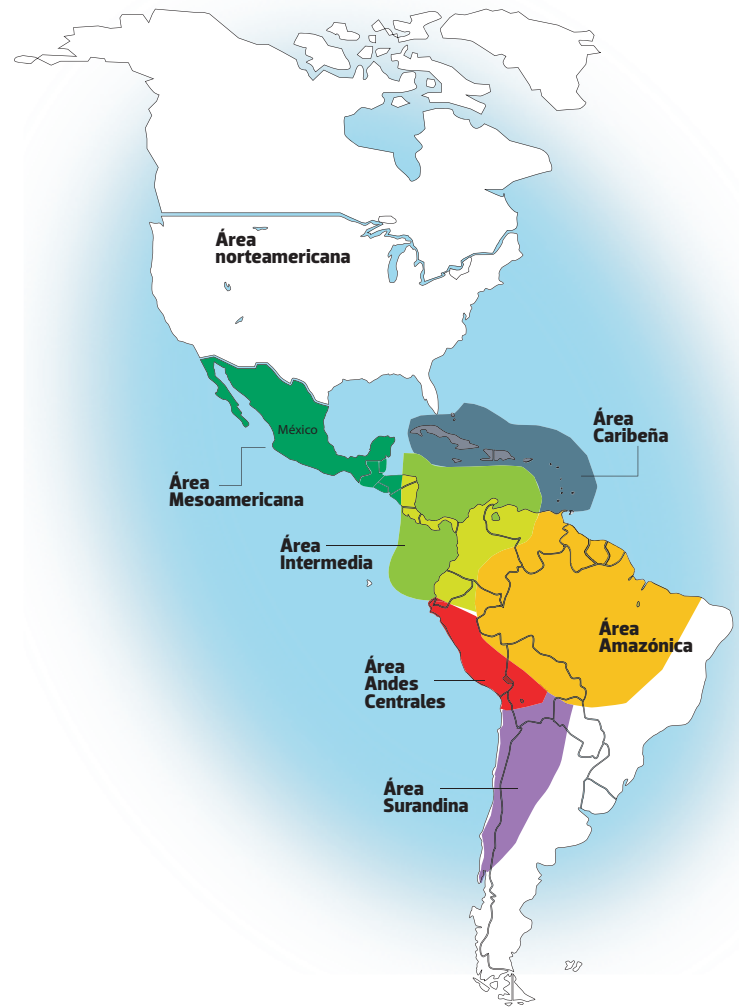 Área
norteamericana
México
Área
Caribeña
Área
Mesoamericana
Área
Intermedia
Área
Amazónica
Área
Andes
Centrales
Área
Surandina